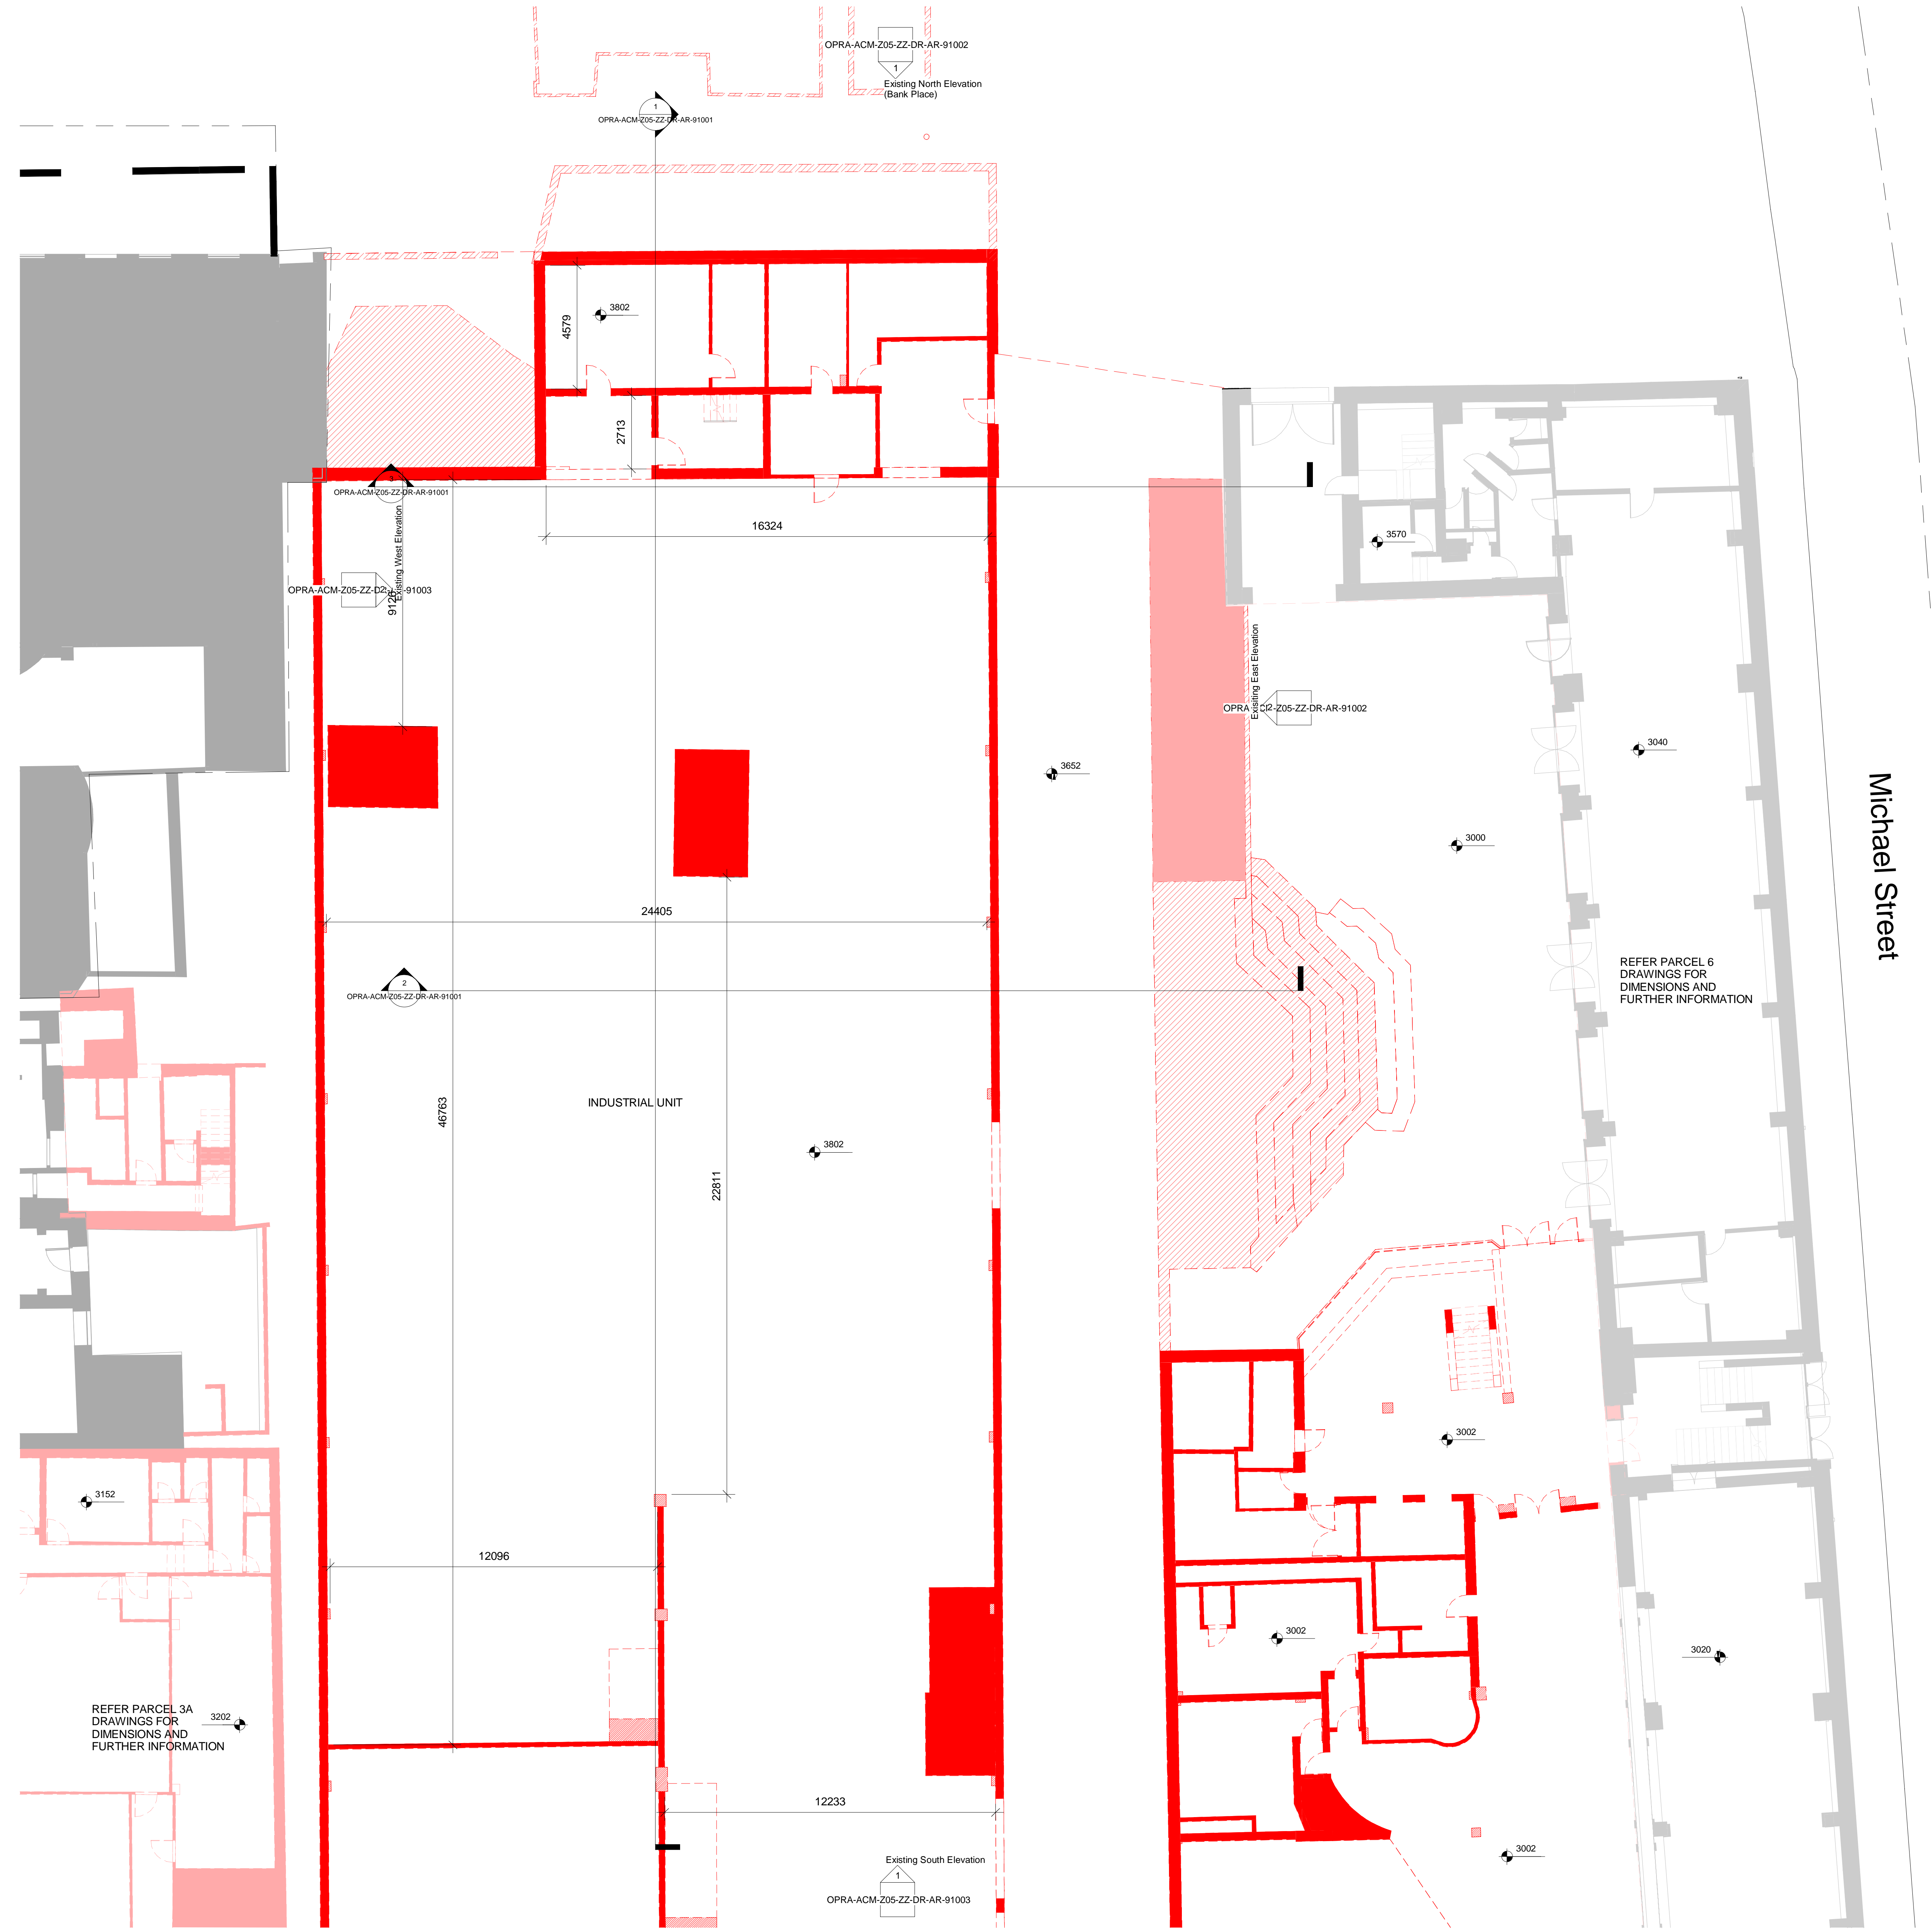 OPRA-ACM-Z05-ZZ-DR-AR-91002
1
Existing North Elevation
(Bank Place)
1
OPRA-ACM-Z05-ZZ-DR-AR-91001
3802
4579
2713
OPRA-ACM-Z05-ZZ-DR-AR-91001
16324
3570
Existing West Elevation
9126
Exisiting East Elevation
OPRA-ACM-Z05-ZZ-DR-AR-91002
3040
3652
Michael Street
3000
24405
REFER PARCEL 6
DRAWINGS FOR
DIMENSIONS AND
FURTHER INFORMATION
2
OPRA-ACM-Z05-ZZ-DR-AR-91001
46763
INDUSTRIAL UNIT
3802
22811
3002
3152
12096
3002
3020
REFER PARCEL 3A
DRAWINGS FOR
DIMENSIONS AND
FURTHER INFORMATION
3202
12233
3002
Existing South Elevation
1
OPRA-ACM-Z05-ZZ-DR-AR-91003